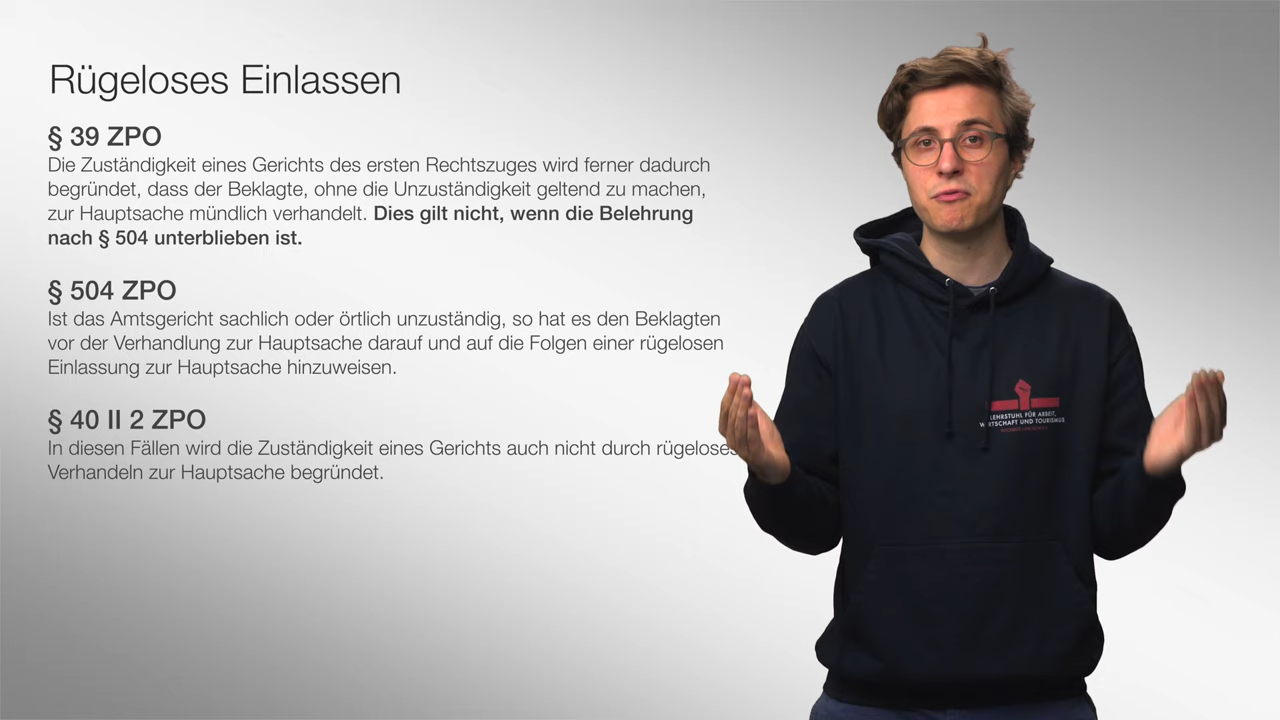 Rügeloses Einlassen
§ 39 ZPO
Die Zuständigkeit eines Gerichts des ersten Rechtszuges wird ferner dadurch
begründet, dass der Beklagte, ohne die Unzuständigkeit geltend zu machen,
zur Hauptsache mündlich verhandelt. Dies gilt nicht, wenn die Belehrung
nach § 504 unterblieben ist.
§ 504 ZPO
Ist das Amtsgericht sachlich oder örtlich unzuständig, so hat es den Beklagten
vor der Verhandlung zur Hauptsache darauf und auf die Folgen einer rügelosen
Einlassung zur Hauptsache hinzuweisen.
§ 40 II 2 ZPO
In diesen Fällen wird die Zuständigkeit eines Gerichts auch nicht durch rügeloses
Verhandeln zur Hauptsache begründet.
LEHRSTUHL FÜR ARBEIT,
WIRTSCHAFT UND TOURISMUS